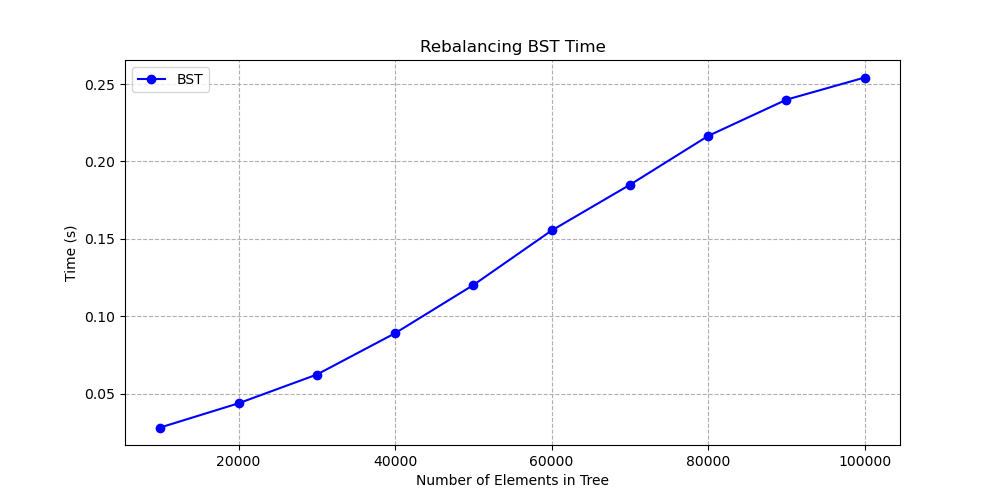 Rebalancing BST Time
BST
0.25
0.20
0.15
0.10
0.05
Time (s)
20000 40000 60000 80000 100000
Number of Elements in Tree